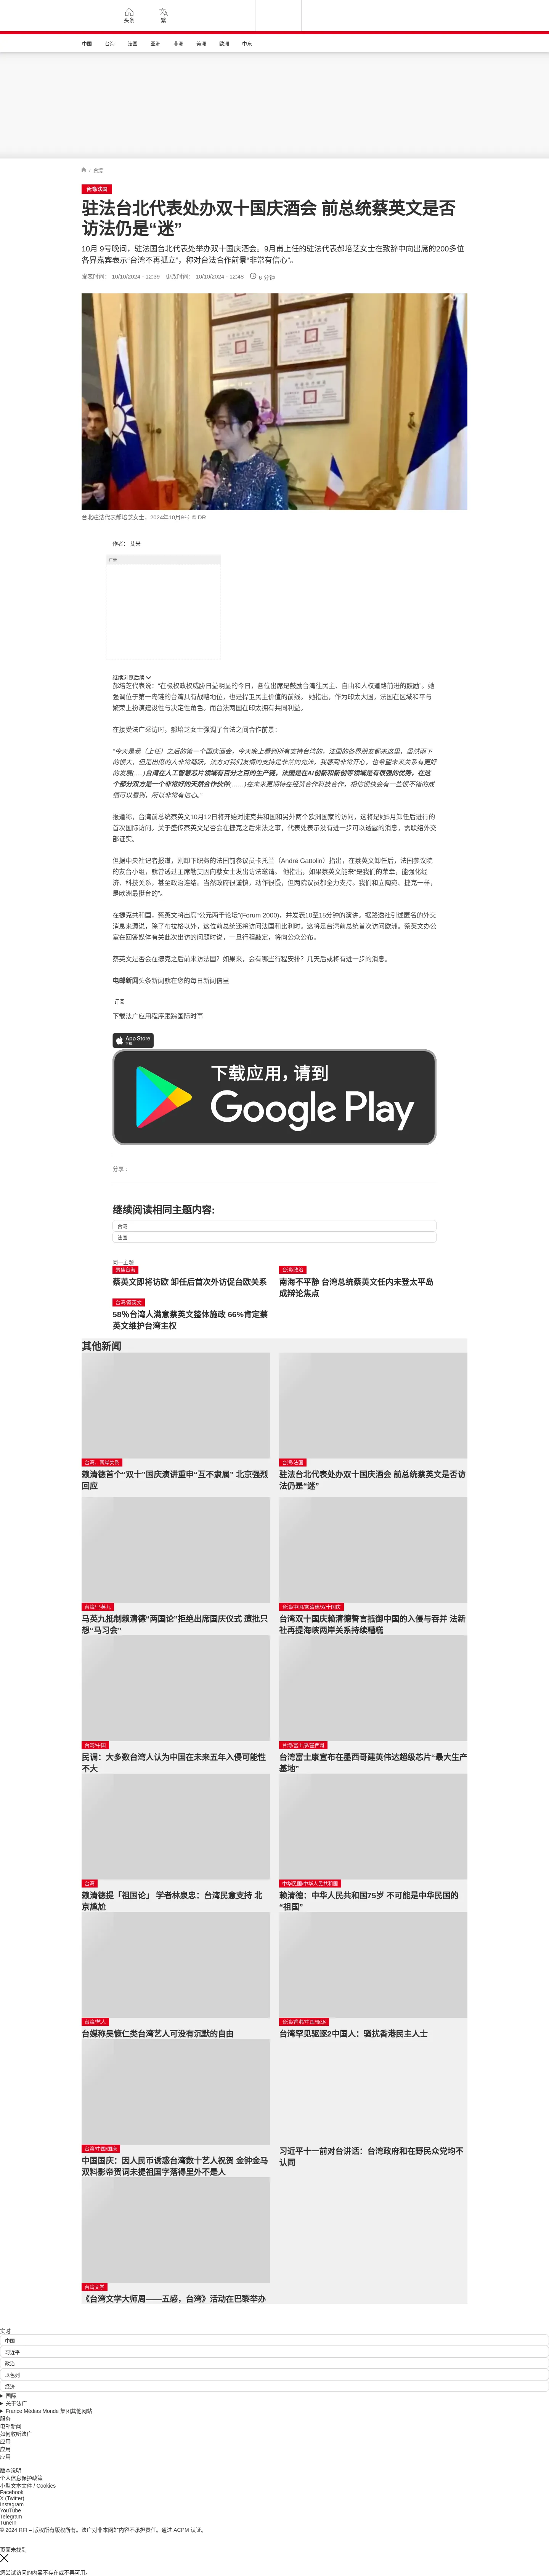 头条
繁
中国
台海
法国
亚洲
非洲
美洲
欧洲
中东
/ 台湾
台湾/法国
驻法台北代表处办双十国庆酒会 前总统蔡英文是否
访法仍是“迷”
10月 9号晚间，驻法国台北代表处举办双十国庆酒会。9月甫上任的驻法代表郝培芝女士在致辞中向出席的200多位
各界嘉宾表示“台湾不再孤立”，称对台法合作前景“非常有信心”。
发表时间： 10/10/2024 - 12:39 更改时间： 10/10/2024 - 12:48 6 分钟
台北驻法代表郝培芝女士，2024年10月9号 © DR
作者： 艾米
广告
继续浏览后续
郝培芝代表说：“在极权政权威胁日益明显的今日，各位出席是鼓励台湾往民主、自由和人权道路前进的鼓励”。她
强调位于第一岛链的台湾具有战略地位，也是捍卫民主价值的前线。 她指出，作为印太大国，法国在区域和平与
繁荣上扮演建设性与决定性角色。而台法两国在印太拥有共同利益。
在接受法广采访时，郝培芝女士强调了台法之间合作前景：
“今天是我（上任）之后的第一个国庆酒会，今天晚上看到所有支持台湾的，法国的各界朋友都来这里，虽然雨下
的很大，但是出席的人非常踊跃，法方对我们友情的支持是非常的充沛，我感到非常开心，也希望未来关系有更好
的发展(….)台湾在人工智慧芯片领域有百分之百的生产链，法国是在AI创新和新创等领域是有很强的优势，在这
个部分双方是一个非常好的天然合作伙伴(……)在未来更期待在经贸合作科技合作，相信很快会有一些很不错的成
绩可以看到，所以非常有信心。”
报道称，台湾前总统蔡英文10月12日将开始对捷克共和国和另外两个欧洲国家的访问，这将是她5月卸任后进行的
首次国际访问。关于盛传蔡英文是否会在捷克之后来法之事，代表处表示没有进一步可以透露的消息，需联络外交
部证实。
但据中央社记者报道，刚卸下职务的法国前参议员卡托兰（André Gattolin）指出，在蔡英文卸任后，法国参议院
的友台小组，就曾透过主席勒莫因向蔡女士发出访法邀请。 他指出，如果蔡英文能来“是我们的荣幸，能强化经
济、科技关系，甚至政治连结。当然政府很谨慎，动作很慢，但两院议员都全力支持。我们和立陶宛、捷克一样，
是欧洲最挺台的”。
在捷克共和国，蔡英文将出席“公元两千论坛”(Forum 2000)，并发表10至15分钟的演讲。据路透社引述匿名的外交
消息来源说，除了布拉格以外，这位前总统还将访问法国和比利时。这将是台湾前总统首次访问欧洲。蔡英文办公
室在回答媒体有关此次出访的问题时说，一旦行程敲定，将向公众公布。
蔡英文是否会在捷克之后前来访法国？如果来，会有哪些行程安排？几天后或将有进一步的消息。
电邮新闻头条新闻就在您的每日新闻信里
订阅
下载法广应用程序跟踪国际时事
App Store
下载
下载应用，请到
Google Play
分享 :
继续阅读相同主题内容:
台湾
法国
同一主题
聚焦台海
蔡英文即将访欧 卸任后首次外访促台欧关系
台湾/政治
南海不平静 台湾总统蔡英文任内未登太平岛
成辩论焦点
台湾/蔡英文
58%台湾人满意蔡英文整体施政 66%肯定蔡
英文维护台湾主权
其他新闻
台湾、两岸关系
赖清德首个“双十”国庆演讲重申“互不隶属” 北京强烈
回应
台湾/法国
驻法台北代表处办双十国庆酒会 前总统蔡英文是否访
法仍是“迷”
台湾/马英九
马英九抵制赖清德“两国论”拒绝出席国庆仪式 遭批只
想“马习会”
台湾/中国/赖清德/双十国庆
台湾双十国庆赖清德誓言抵御中国的入侵与吞并 法新
社再提海峡两岸关系持续糟糕
台湾/中国
民调：大多数台湾人认为中国在未来五年入侵可能性
不大
台湾/富士康/墨西哥
台湾富士康宣布在墨西哥建英伟达超级芯片“最大生产
基地”
台湾
赖清德提「祖国论」 学者林泉忠：台湾民意支持 北
京尴尬
中华民国/中华人民共和国
赖清德：中华人民共和国75岁 不可能是中华民国的
“祖国”
台湾/艺人
台媒称吴慷仁类台湾艺人可没有沉默的自由
台湾/香港/中国/驱逐
台湾罕见驱逐2中国人：骚扰香港民主人士
台湾/中国/国庆
中国国庆：因人民币诱惑台湾数十艺人祝贺 金钟金马
双料影帝贺词未提祖国字落得里外不是人
习近平十一前对台讲话：台湾政府和在野民众党均不
认同
台湾文学
《台湾文学大师周——五感，台湾》活动在巴黎举办
实时
中国
习近平
政治
以色列
经济
国际
关于法广
France Médias Monde 集团其他网站
服务
电邮新闻
如何收听法广
应用
应用
应用
版本说明
个人信息保护政策
小型文本文件 / Cookies
Facebook
X (Twitter)
Instagram
YouTube
Telegram
TuneIn
© 2024 RFI – 版权所有版权所有。法广对非本网站内容不承担责任。通过 ACPM 认证。
页面未找到
您尝试访问的内容不存在或不再可用。